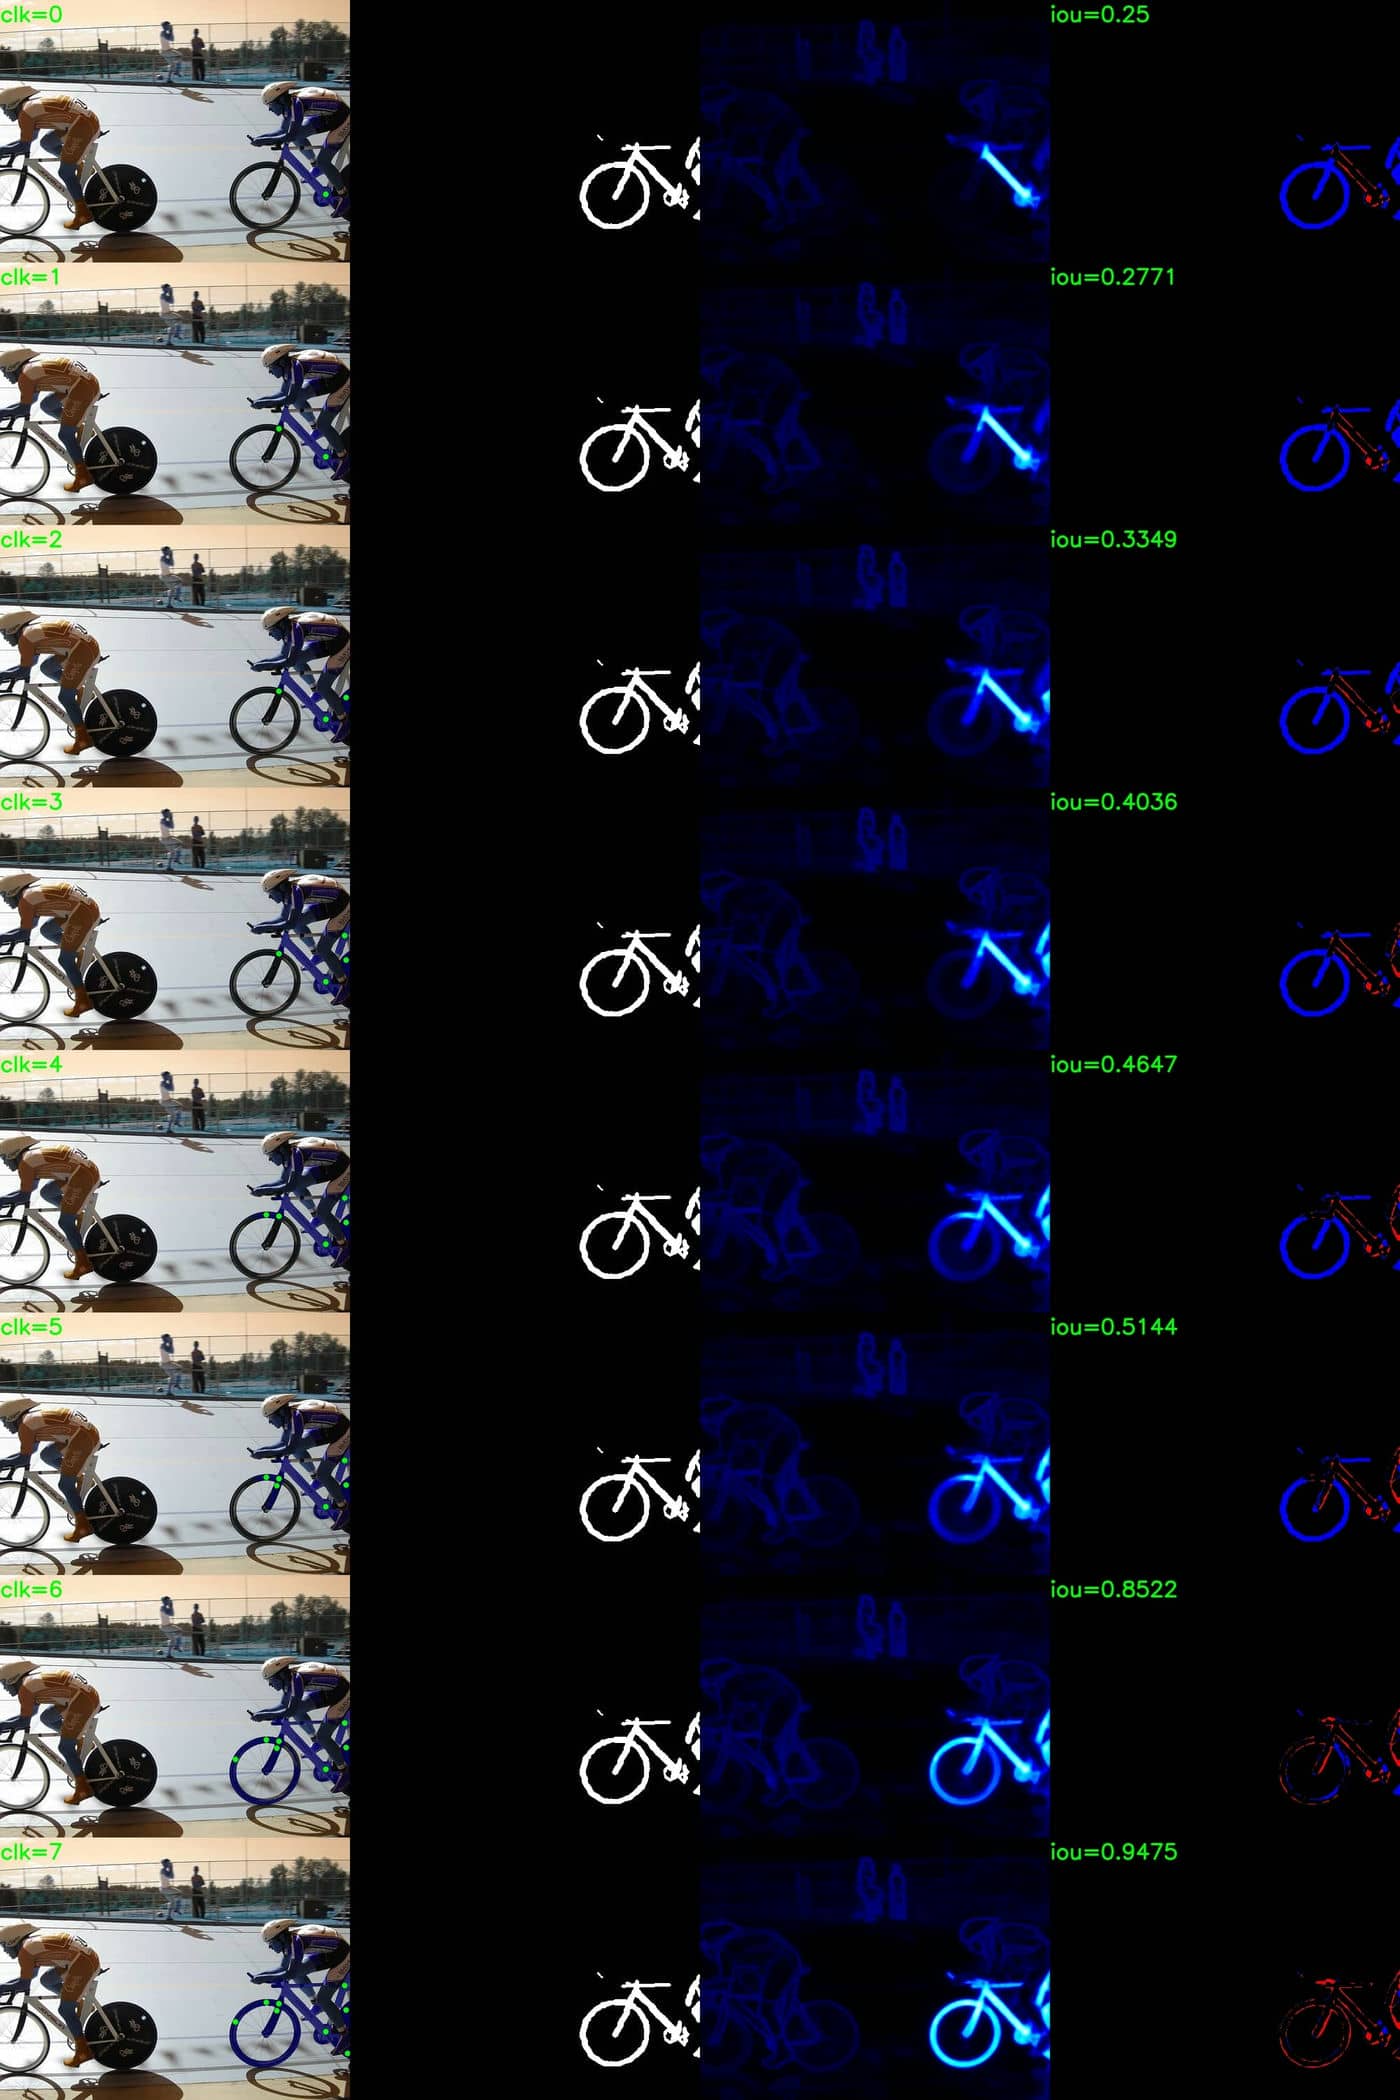 clk=0 iou=0.25
clk=1 iou=0.2771
clk=2 iou=0.3349
clk=3 iou=0.4036
clk=4 iou=0.4647
clk=5 iou=0.5144
clk=6 iou=0.8522
clk=7 iou=0.9475